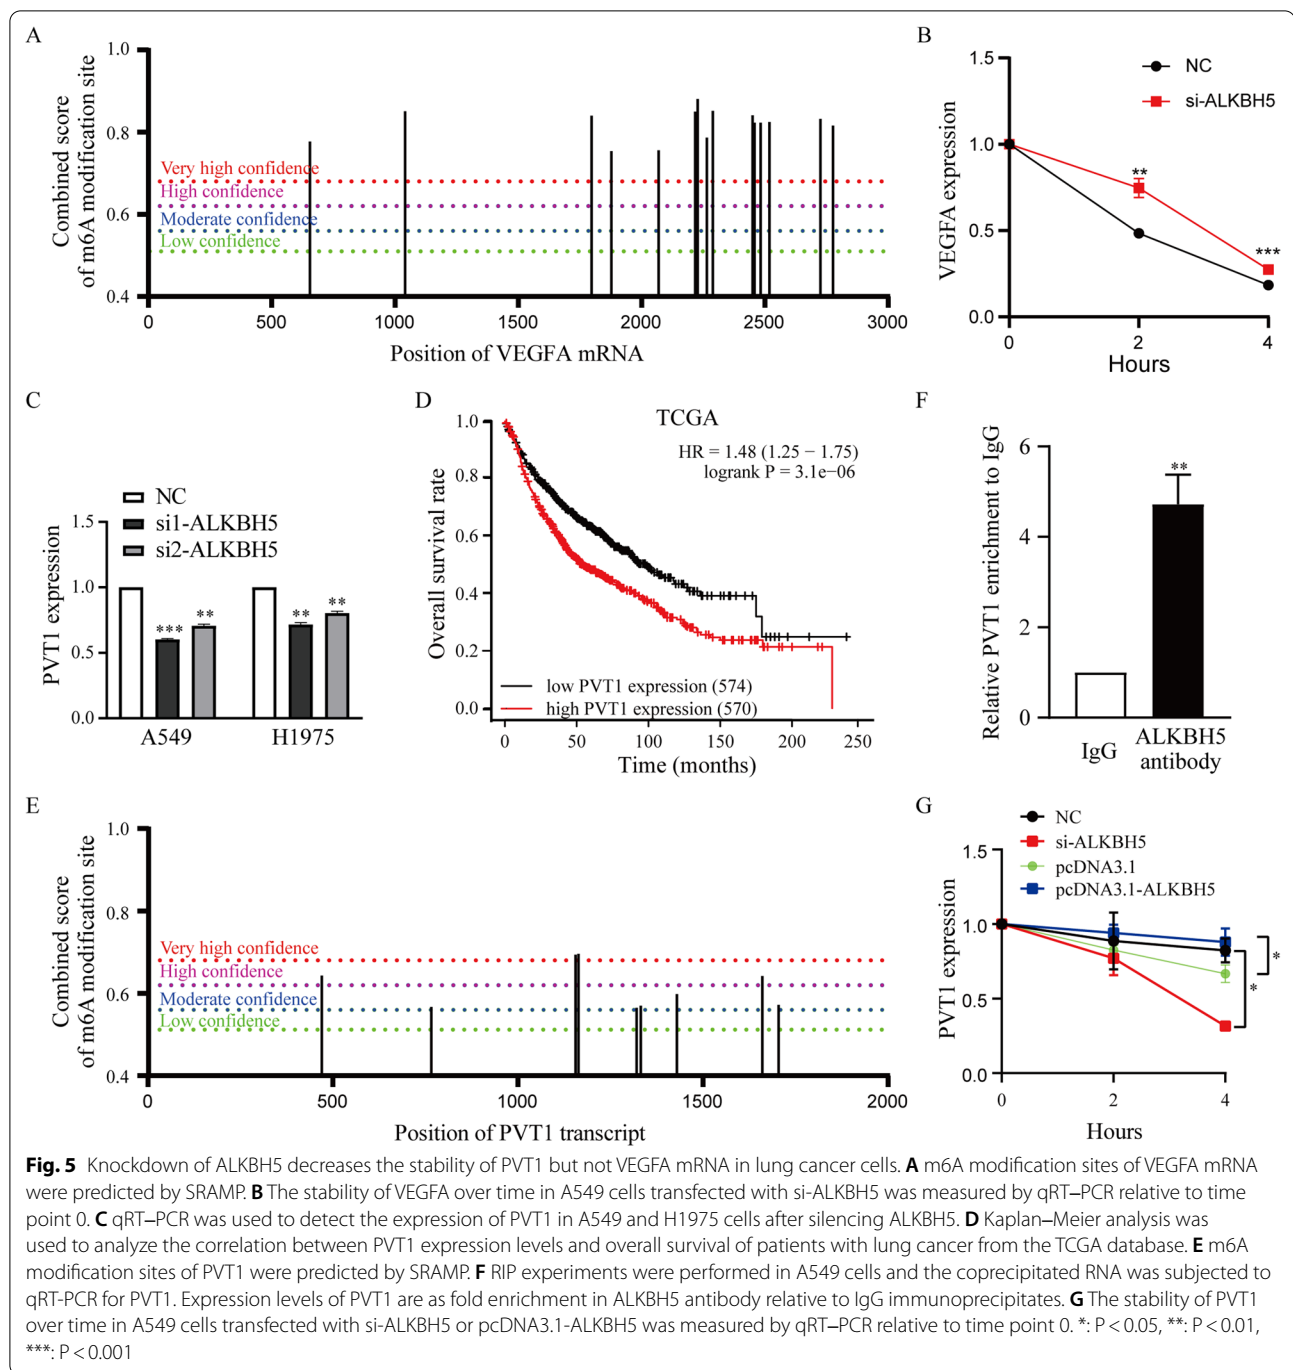 A
Combined score
of m6A modification site
1.0
0.8
0.6
0.4
Very high confidence
High confidence
Moderate confidence
Low confidence
0 500 1000 1500 2000 2500 3000
Position of VEGFA mRNA
B
VEGFA expression
1.5
1.0
0.5
0.0
NC
si-ALKBH5
**
***
0 2 4
Hours
C
NC
si1-ALKBH5
si2-ALKBH5
PVT1 expression
1.5
1.0
0.5
0.0
*** **
** **
A549 H1975
D
TCGA
HR = 1.48 (1.25 − 1.75)
logrank P = 3.1e−06
Overall survival rate
1.0
0.8
0.6
0.4
0.2
0.0
low PVT1 expression (574)
high PVT1 expression (570)
0 50 100 150 200 250
Time (months)
F
Relative PVT1 enrichment to IgG
6
4
2
0
**
IgG ALKBH5
antibody
E
Combined score
of m6A modification site
1.0
0.8
0.6
0.4
Very high confidence
High confidence
Moderate confidence
Low confidence
0 500 1000 1500 2000
Position of PVT1 transcript
G
NC
si-ALKBH5
pcDNA3.1
pcDNA3.1-ALKBH5
PVT1 expression
1.5
1.0
0.5
0.0
*
*
0 2 4
Hours
Fig. 5 Knockdown of ALKBH5 decreases the stability of PVT1 but not VEGFA mRNA in lung cancer cells. A m6A modification sites of VEGFA mRNA
were predicted by SRAMP. B The stability of VEGFA over time in A549 cells transfected with si-ALKBH5 was measured by qRT–PCR relative to time
point 0. C qRT–PCR was used to detect the expression of PVT1 in A549 and H1975 cells after silencing ALKBH5. D Kaplan–Meier analysis was
used to analyze the correlation between PVT1 expression levels and overall survival of patients with lung cancer from the TCGA database. E m6A
modification sites of PVT1 were predicted by SRAMP. F RIP experiments were performed in A549 cells and the coprecipitated RNA was subjected to
qRT-PCR for PVT1. Expression levels of PVT1 are as fold enrichment in ALKBH5 antibody relative to IgG immunoprecipitates. G The stability of PVT1
over time in A549 cells transfected with si-ALKBH5 or pcDNA3.1-ALKBH5 was measured by qRT–PCR relative to time point 0. *: P < 0.05, **: P < 0.01,
***: P < 0.001